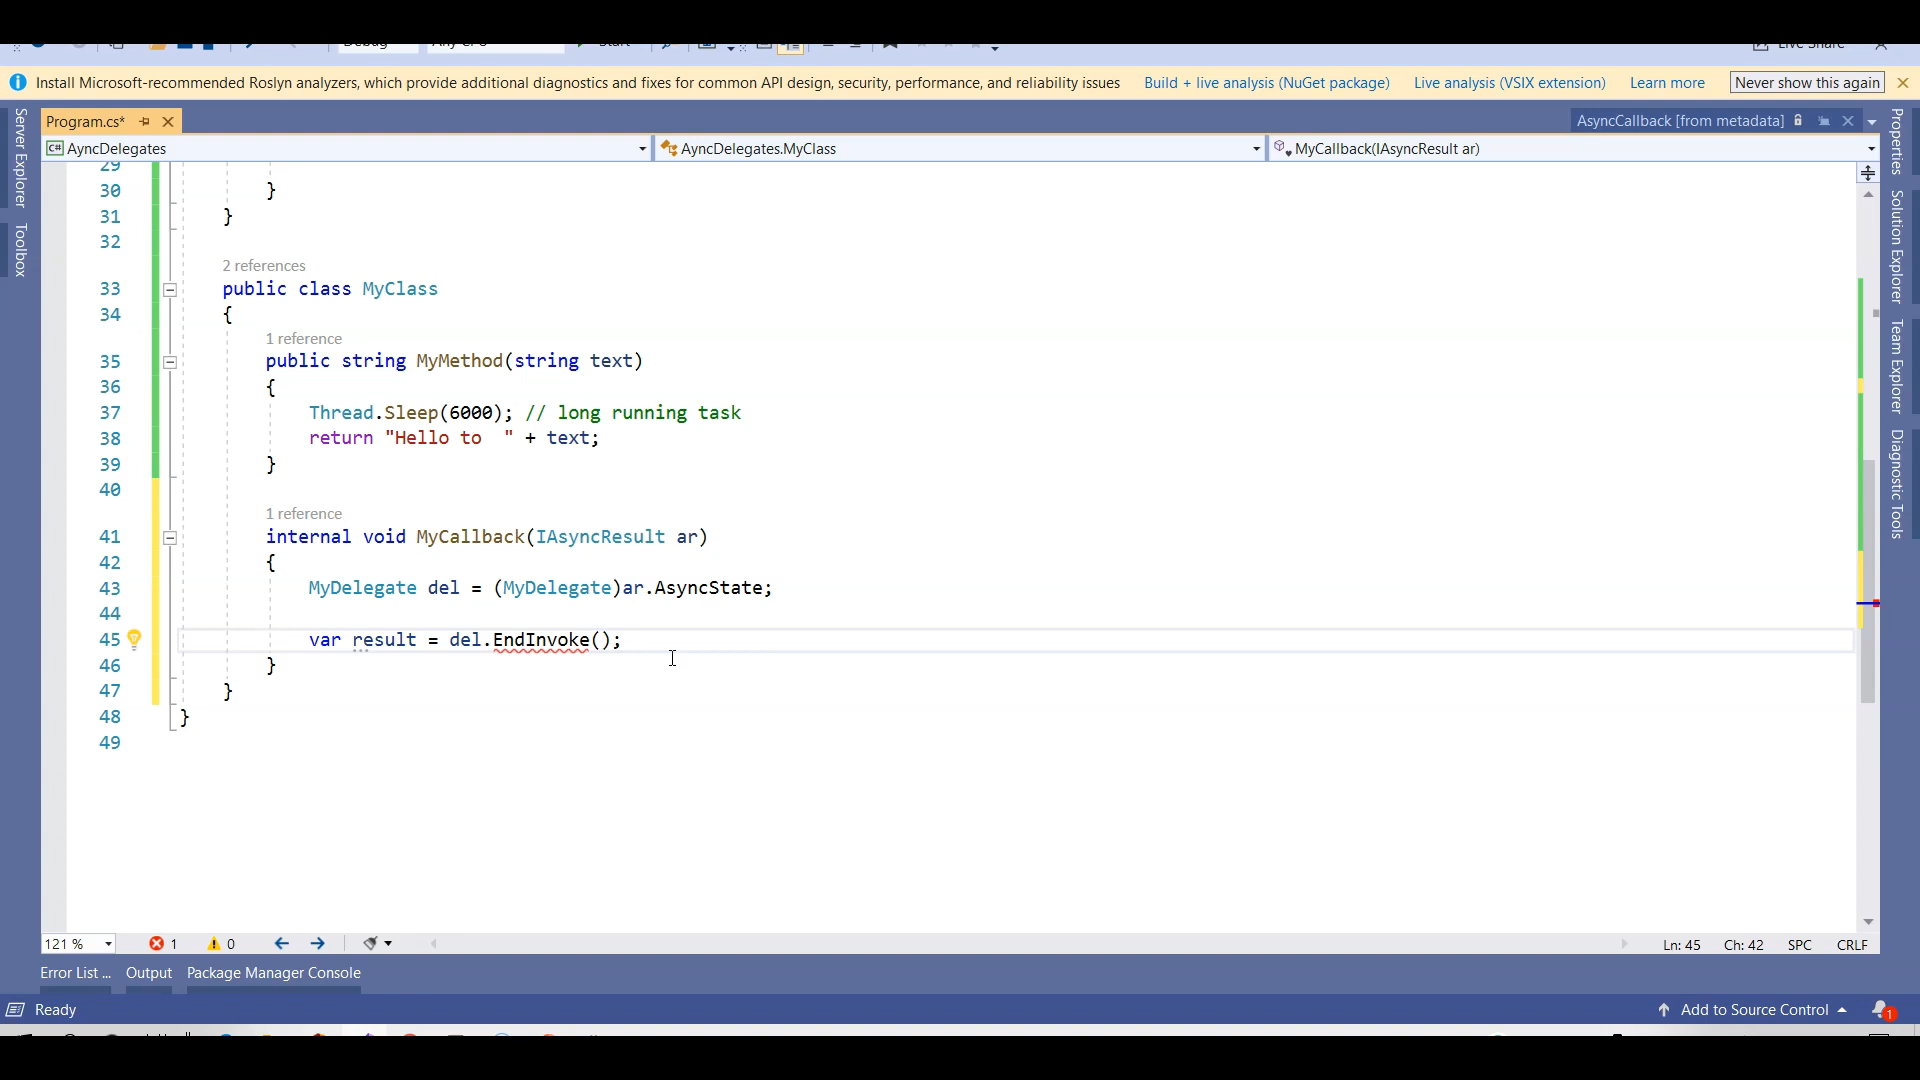 Live Share
Install Microsoft-recommended Roslyn analyzers, which provide additional diagnostics and fixes for common API design, security, performance, and reliability issues Build + live analysis (NuGet package) Live analysis (VSIX extension) Learn more Never show this again
Program.cs* AsyncCallback [from metadata]
C# AyncDelegates AyncDelegates.MyClass MyCallback(IAsyncResult ar)
Server Explorer
Toolbox
29
30 }
31 }
32
2 references
33 public class MyClass
34 {
1 reference
35 public string MyMethod(string text)
36 {
37 Thread.Sleep(6000); // long running task
38 return "Hello to  " + text;
39 }
40
1 reference
41 internal void MyCallback(IAsyncResult ar)
42 {
43 MyDelegate del = (MyDelegate)ar.AsyncState;
44
45 var result = del.EndInvoke();
46 }
47 }
48 }
49
Properties
Solution Explorer
Team Explorer
Diagnostic Tools
121 % 1 0 Ln: 45 Ch: 42 SPC CRLF
Error List ... Output Package Manager Console
Ready Add to Source Control 1